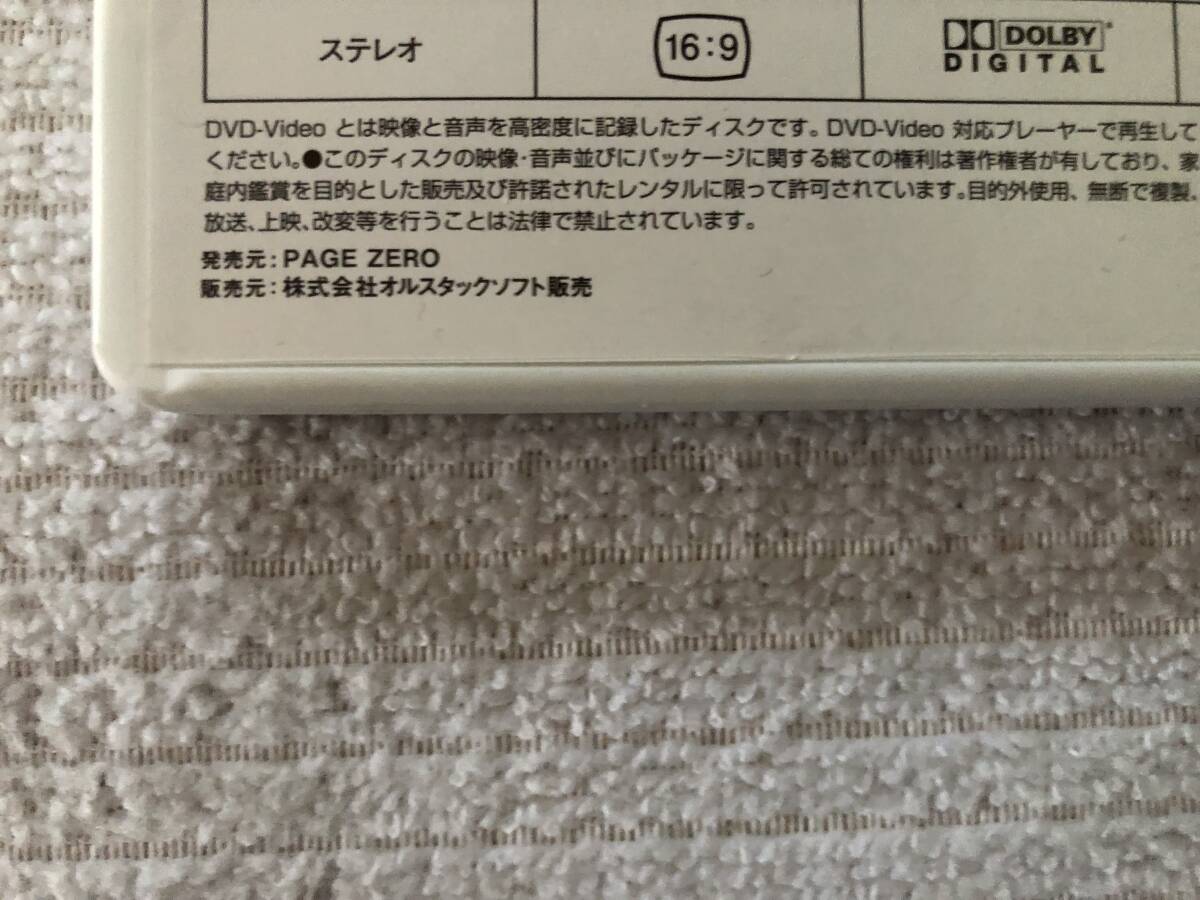 ステレオ
16:9
DOLBY
DIGITAL
DVD-Video とは映像と音声を高密度に記録したディスクです。DVD-Video 対応プレーヤーで再生して
ください。●このディスクの映像・音声並びにパッケージに関する総ての権利は著作権者が有しており、家
庭内鑑賞を目的とした販売及び許諾されたレンタルに限って許可されています。目的外使用、無断で複製、
放送、上映、改変等を行うことは法律で禁止されています。
発売元：PAGE ZERO
販売元：株式会社オルスタックソフト販売